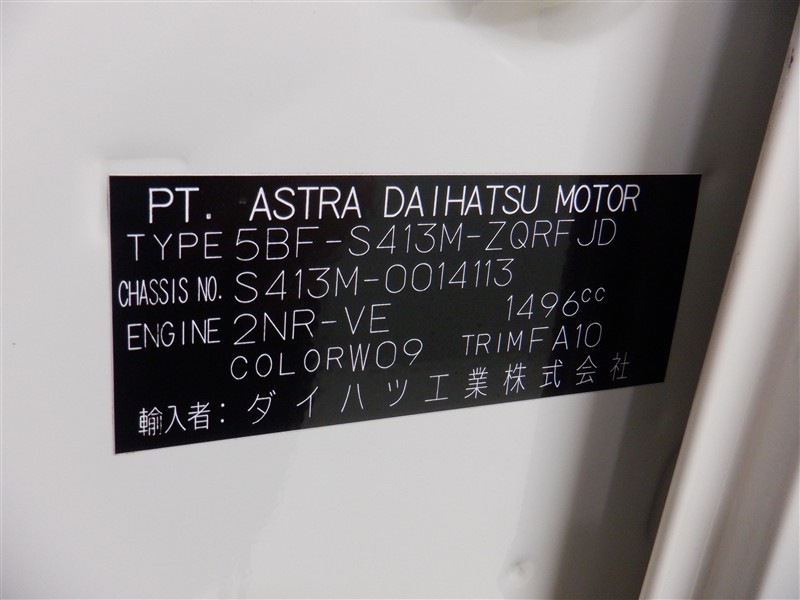 PT. ASTRA DAIHATSU MOTOR
TYPE 5BF-S413M-ZQRFJD
CHASSIS NO. S413M-0014113
ENGINE 2NR-VE 1496cc
COLOR W09 TRIM FA10
輸入者：ダイハツ工業株式会社